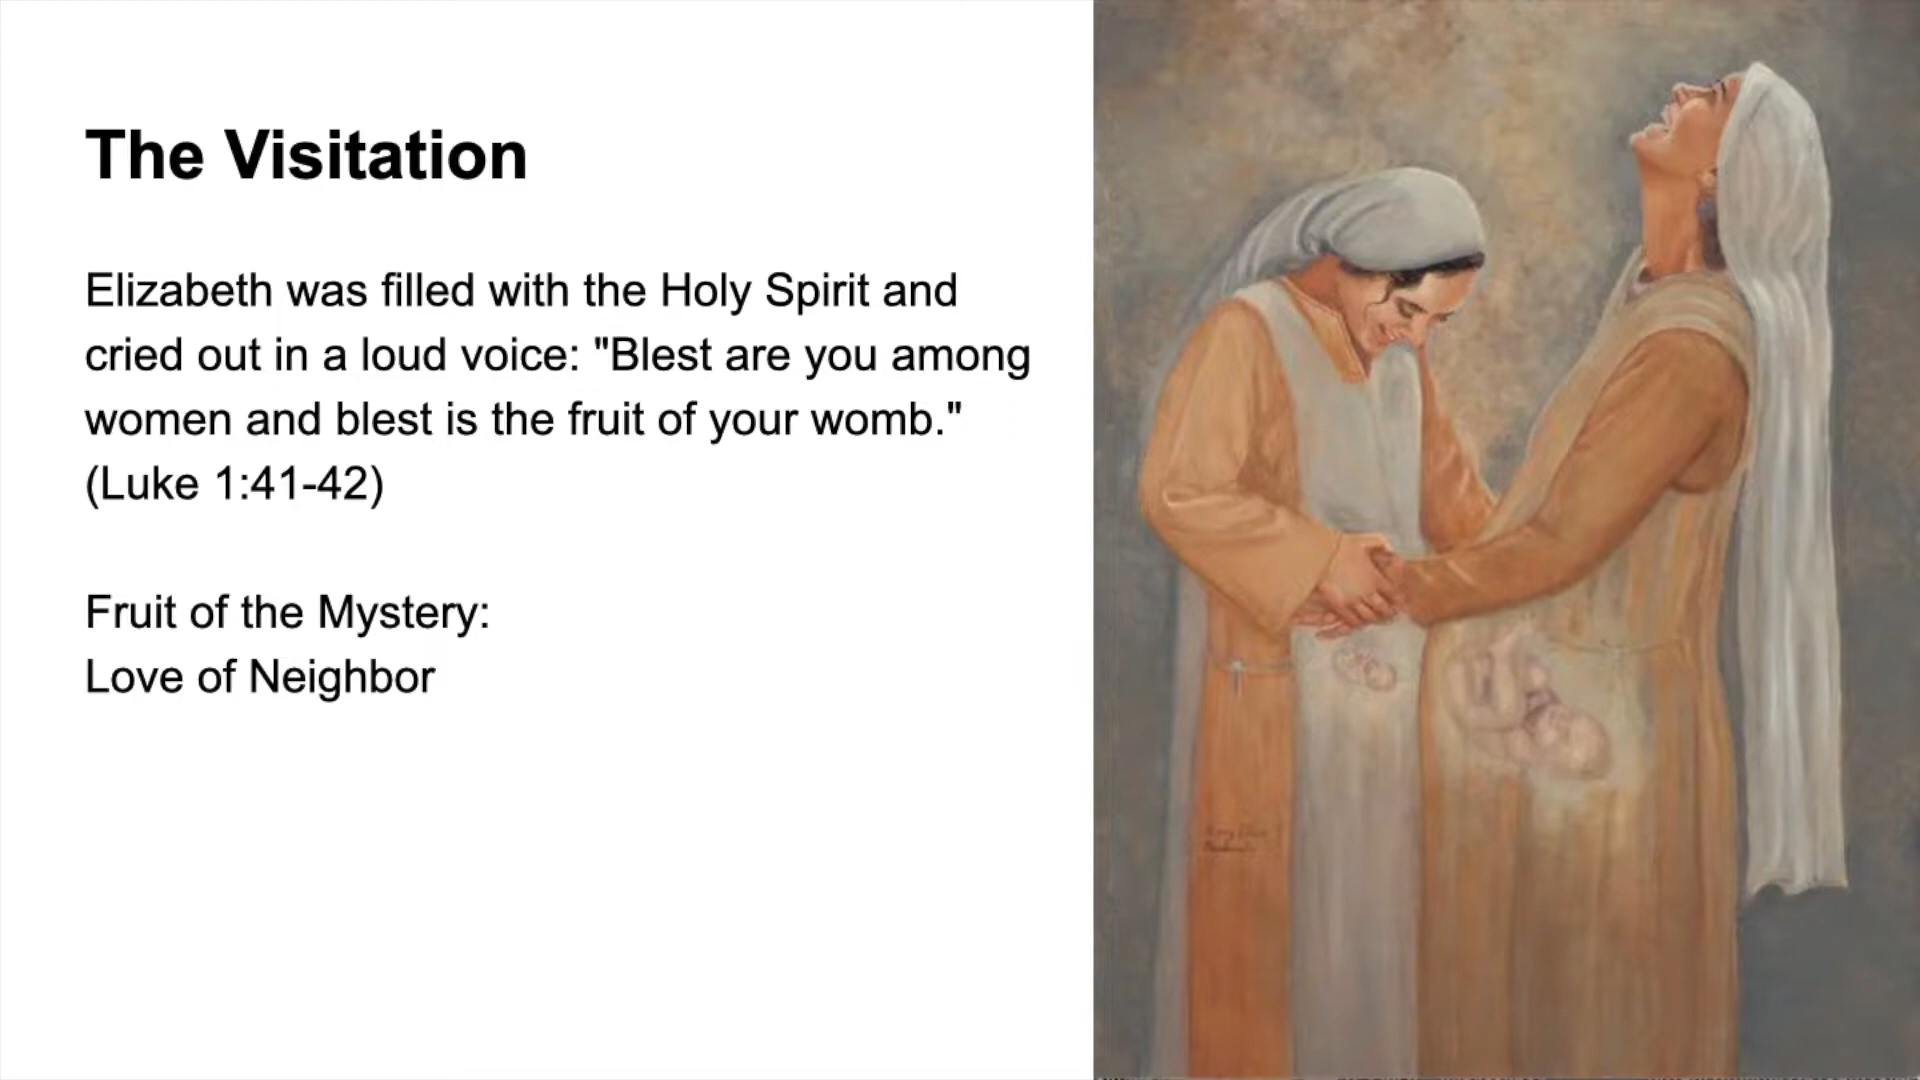 The Visitation
Elizabeth was filled with the Holy Spirit and
cried out in a loud voice: "Blest are you among
women and blest is the fruit of your womb."
(Luke 1:41-42)
Fruit of the Mystery:
Love of Neighbor